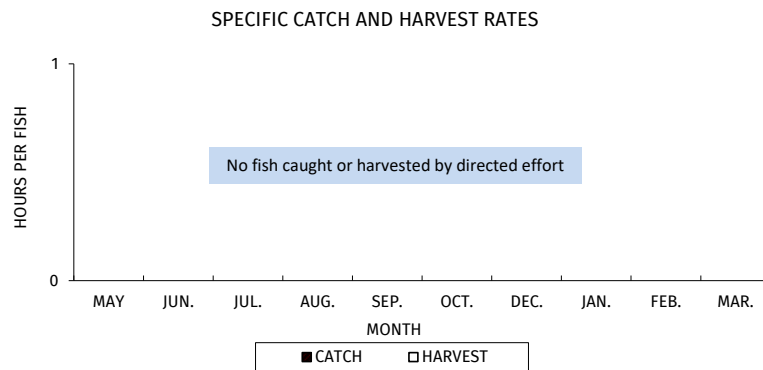 SPECIFIC CATCH AND HARVEST RATES
1
HOURS PER FISH
No fish caught or harvested by directed effort
0
MAY JUN. JUL. AUG. SEP. OCT. DEC. JAN. FEB. MAR.
MONTH
CATCH HARVEST